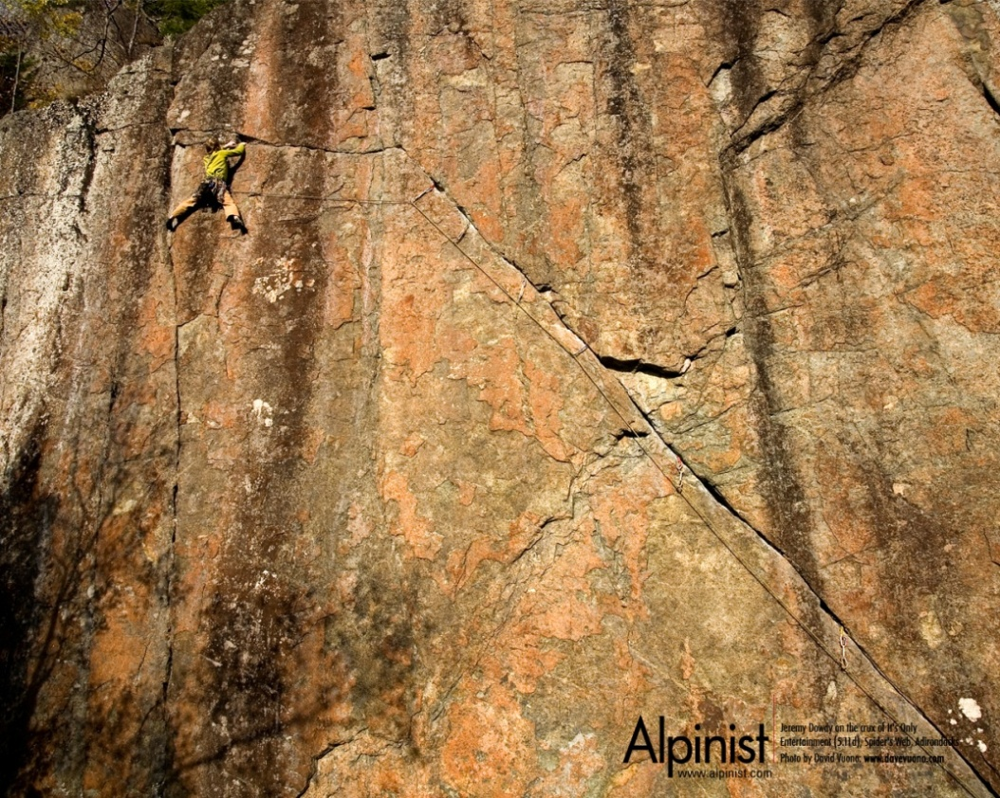 Alpinist
www.alpinist.com
Jeremy Dowdy on the crux of It's Only
Entertainment (5.11d), Spider's Web, Adirondacks
Photo by David Vuono. www.davevuono.com